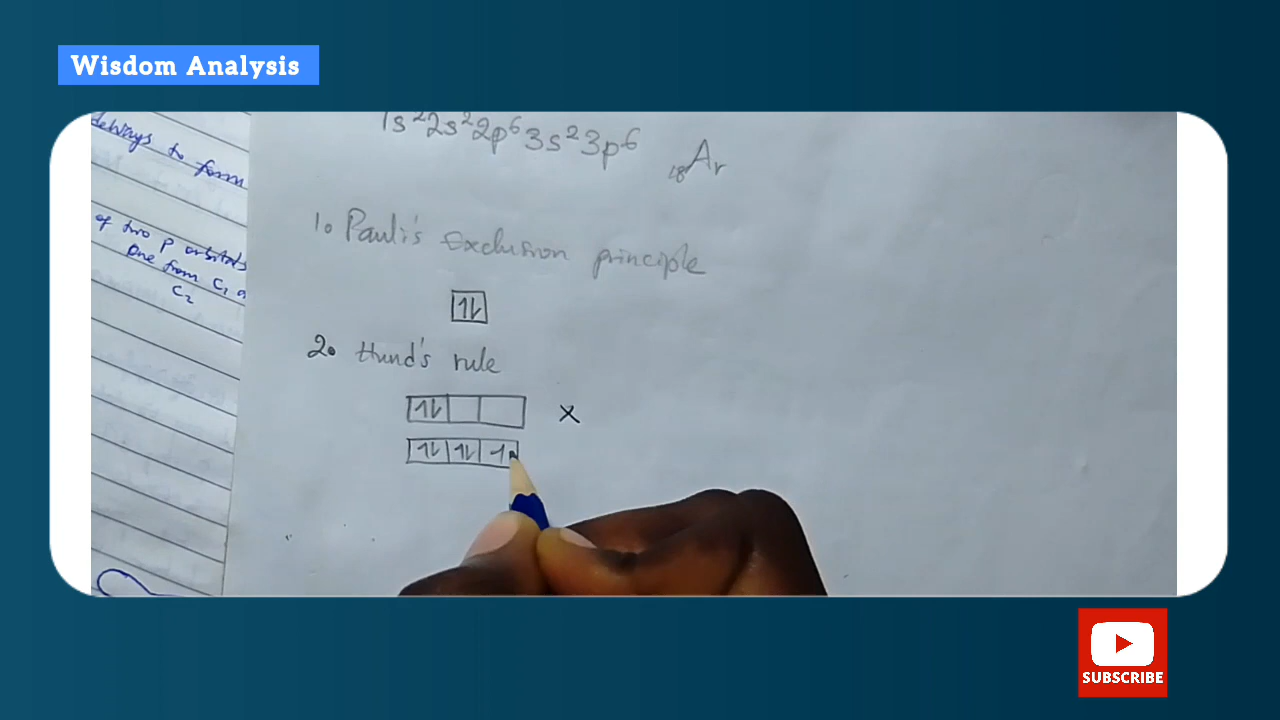 Wisdom Analysis
1s²2s²2p⁶3s²3p⁶ ₁₈Ar
deways to form
1. Pauli's Exclusion principle
of two p orbitals
One from C₁
C₂
↿⇂
2. Hund's rule
↿⇂ x
↿⇂ ↿⇂ ↿
SUBSCRIBE